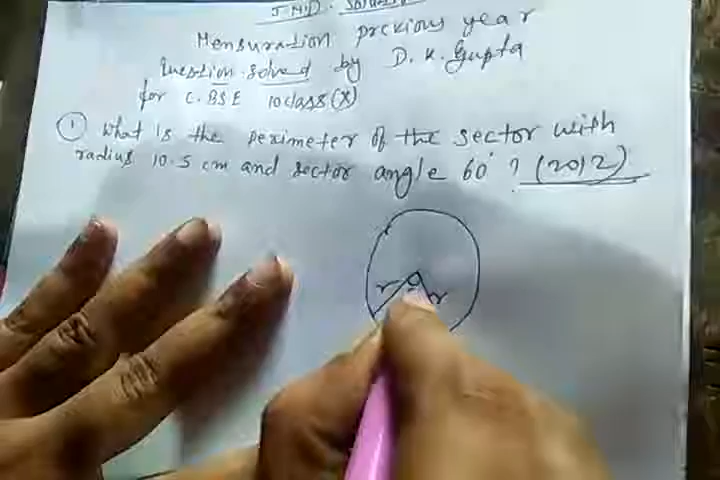 J.M.D. Solut
Mensuration previous year
Question solved by D. K. Gupta
for C.BSE 10class(X)
① What is the perimeter of the sector with
radius 10.5 cm and sector angle 60° ? (2012)
r r